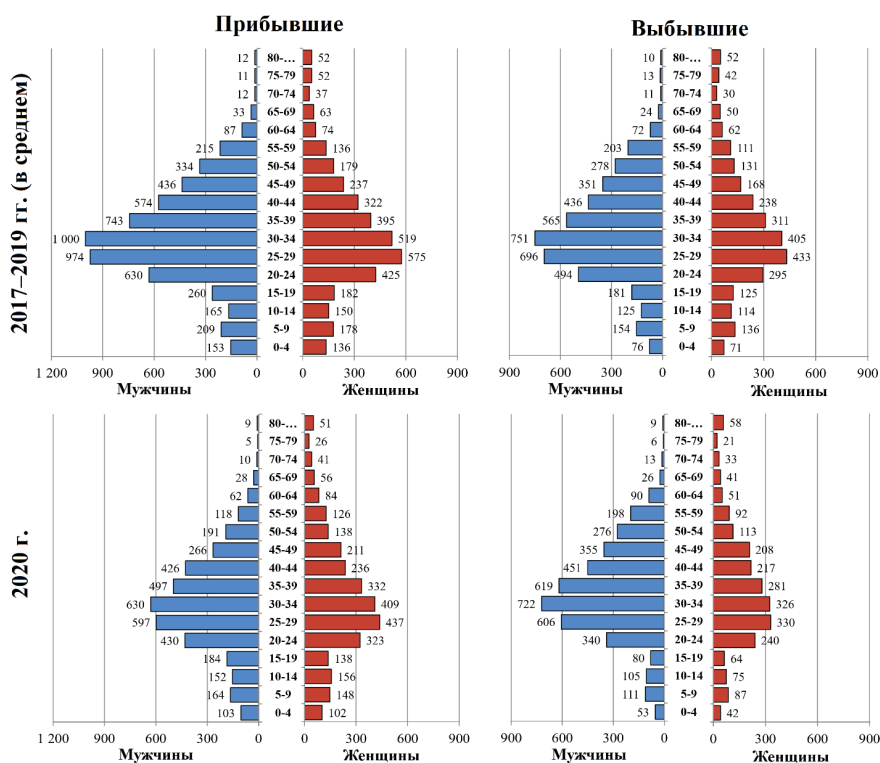 Прибывшие
Выбывшие
2017–2019 гг. (в среднем)
12 80-... 52
11 75-79 52
12 70-74 37
33 65-69 63
87 60-64 74
215 55-59 136
334 50-54 179
436 45-49 237
574 40-44 322
743 35-39 395
1 000 30-34 519
974 25-29 575
630 20-24 425
260 15-19 182
165 10-14 150
209 5-9 178
153 0-4 136
1 200 900 600 300 0 0 300 600 900
Мужчины Женщины
10 80-... 52
13 75-79 42
11 70-74 30
24 65-69 50
72 60-64 62
203 55-59 111
278 50-54 131
351 45-49 168
436 40-44 238
565 35-39 311
751 30-34 405
696 25-29 433
494 20-24 295
181 15-19 125
125 10-14 114
154 5-9 136
76 0-4 71
900 600 300 0 0 300 600 900
Мужчины Женщины
2020 г.
9 80-... 51
5 75-79 26
10 70-74 41
28 65-69 56
62 60-64 84
118 55-59 126
191 50-54 138
266 45-49 211
426 40-44 236
497 35-39 332
630 30-34 409
597 25-29 437
430 20-24 323
184 15-19 138
152 10-14 156
164 5-9 148
103 0-4 102
1 200 900 600 300 0 0 300 600 900
Мужчины Женщины
9 80-... 58
6 75-79 21
13 70-74 33
26 65-69 41
90 60-64 51
198 55-59 92
276 50-54 113
355 45-49 208
451 40-44 217
619 35-39 281
722 30-34 326
606 25-29 330
340 20-24 240
80 15-19 64
105 10-14 75
111 5-9 87
53 0-4 42
900 600 300 0 0 300 600 900
Мужчины Женщины